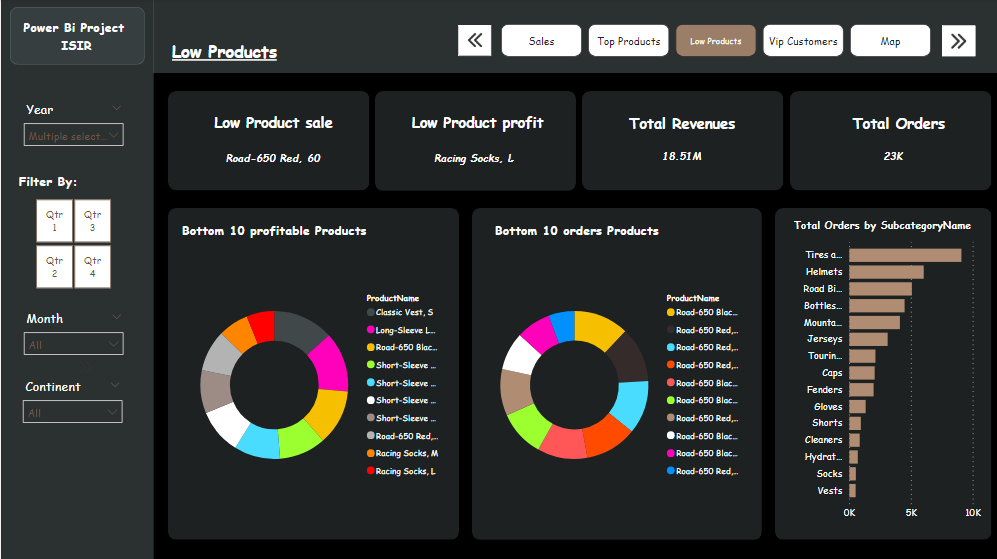 Power Bi Project
ISIR
Low Products
Sales
Top Products
Low Products
Vip Customers
Map
Year
Multiple select...
Filter By:
Qtr
1
Qtr
3
Qtr
2
Qtr
4
Month
All
Continent
All
Low Product sale
Road-650 Red, 60
Low Product profit
Racing Socks, L
Total Revenues
18.51M
Total Orders
23K
Bottom 10 profitable Products
ProductName
Classic Vest, S
Long-Sleeve L...
Road-650 Blac...
Short-Sleeve ...
Short-Sleeve ...
Short-Sleeve ...
Short-Sleeve ...
Road-650 Red,...
Racing Socks, M
Racing Socks, L
Bottom 10 orders Products
ProductName
Road-650 Blac...
Road-650 Red,...
Road-650 Red,...
Road-650 Red,...
Road-650 Blac...
Road-650 Blac...
Road-650 Red,...
Road-650 Blac...
Road-650 Blac...
Road-650 Red,...
Total Orders by SubcategoryName
Tires a...
Helmets
Road Bi...
Bottles...
Mounta...
Jerseys
Tourin...
Caps
Fenders
Gloves
Shorts
Cleaners
Hydrat...
Socks
Vests
0K
5K
10K